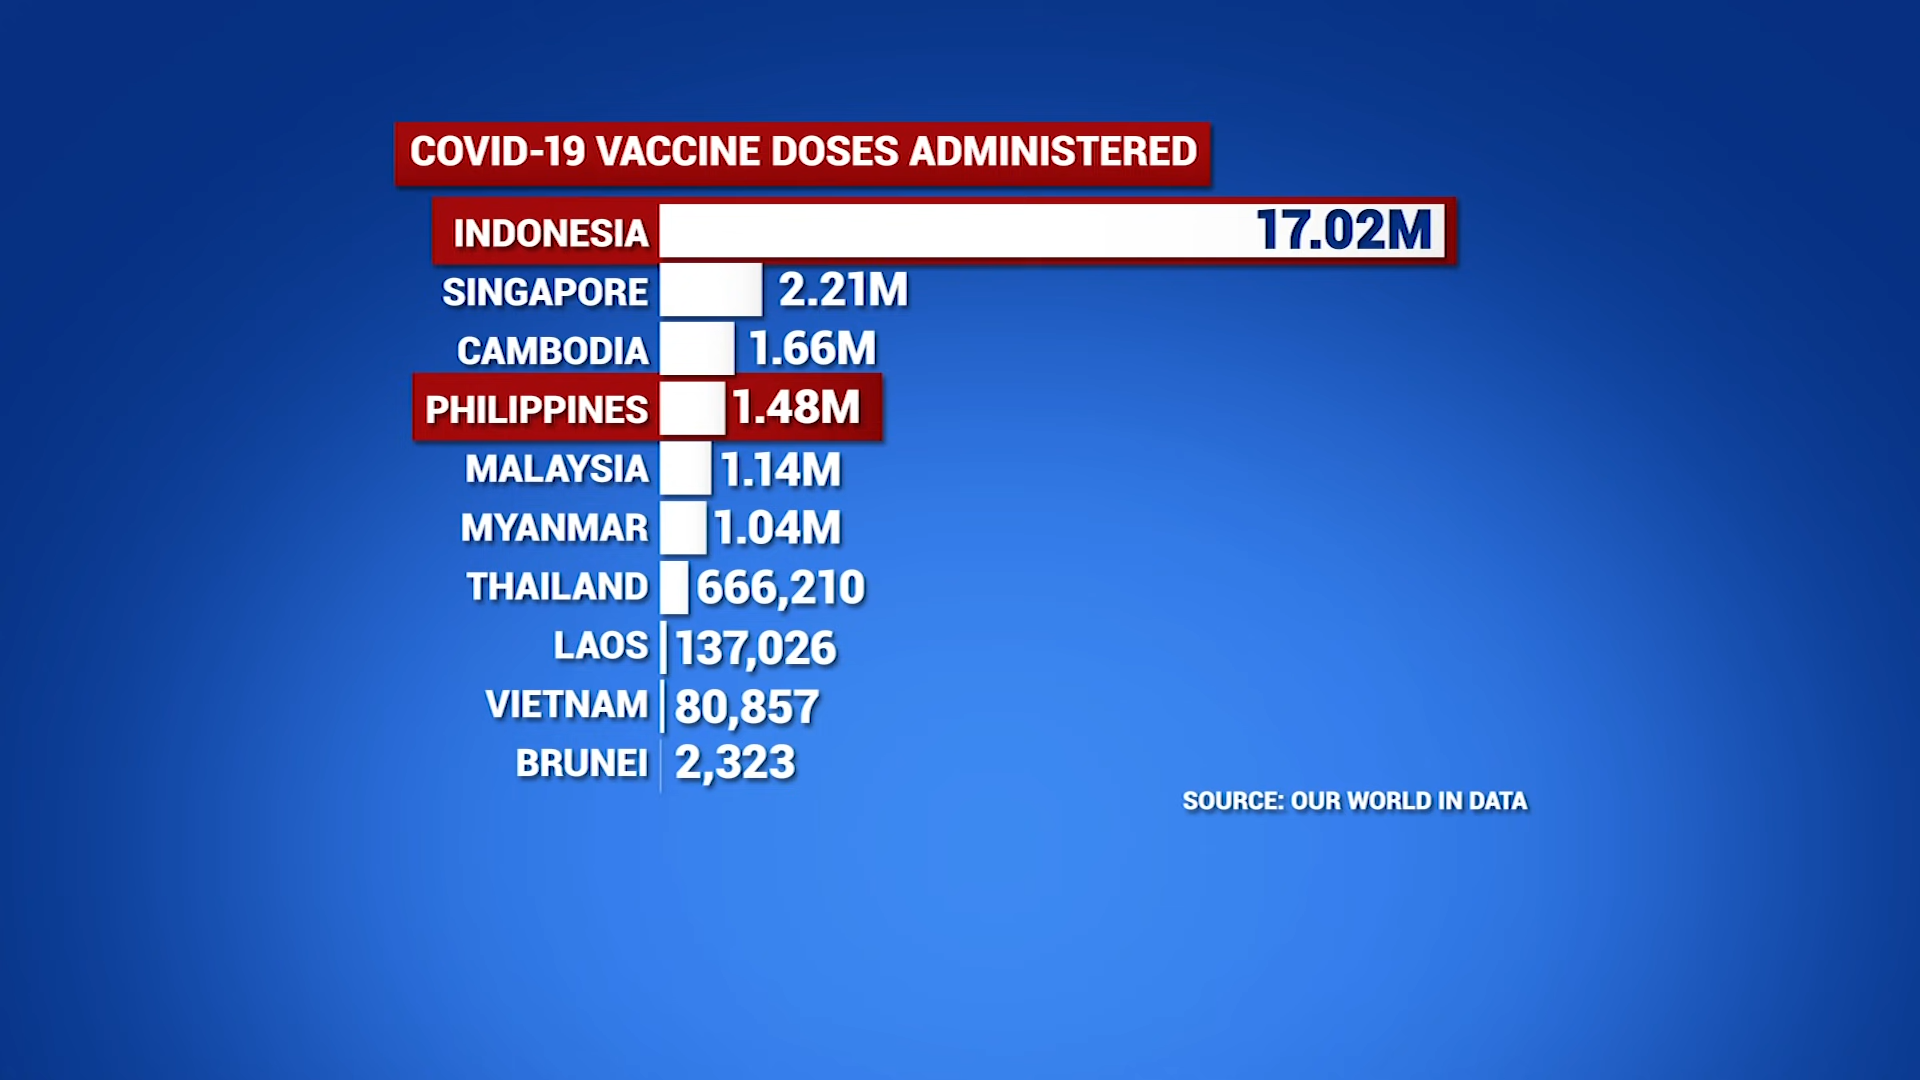 COVID-19 VACCINE DOSES ADMINISTERED
INDONESIA 17.02M
SINGAPORE 2.21M
CAMBODIA 1.66M
PHILIPPINES 1.48M
MALAYSIA 1.14M
MYANMAR 1.04M
THAILAND 666,210
LAOS 137,026
VIETNAM 80,857
BRUNEI 2,323
SOURCE: OUR WORLD IN DATA